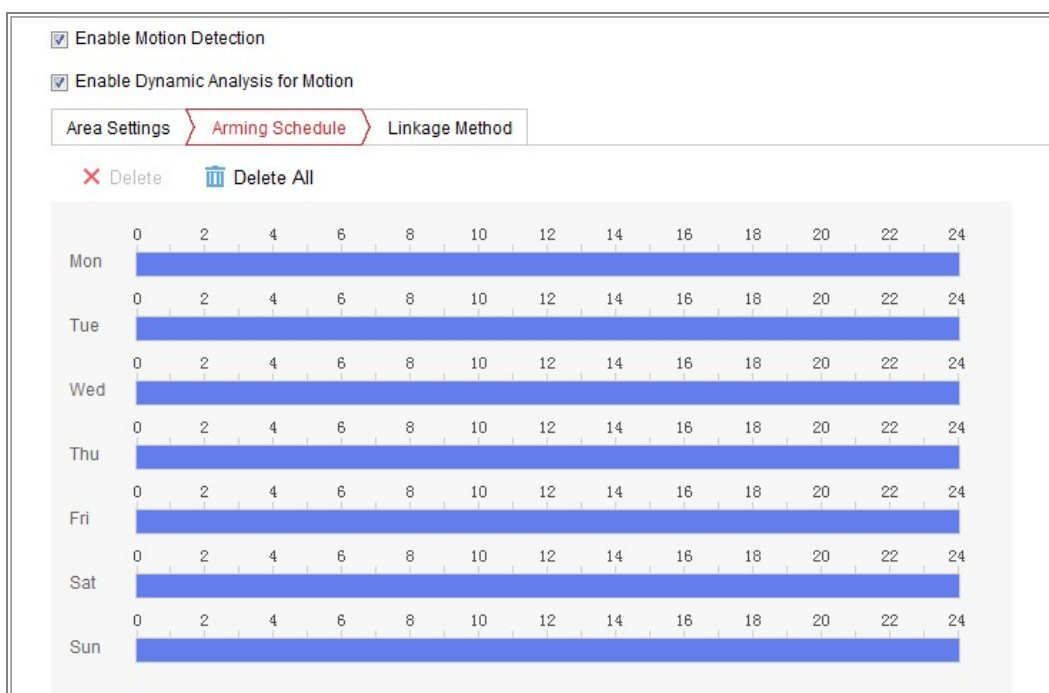 Enable Motion Detection
Enable Dynamic Analysis for Motion
Area Settings Arming Schedule Linkage Method
Delete Delete All
0 2 4 6 8 10 12 14 16 18 20 22 24
Mon
0 2 4 6 8 10 12 14 16 18 20 22 24
Tue
0 2 4 6 8 10 12 14 16 18 20 22 24
Wed
0 2 4 6 8 10 12 14 16 18 20 22 24
Thu
0 2 4 6 8 10 12 14 16 18 20 22 24
Fri
0 2 4 6 8 10 12 14 16 18 20 22 24
Sat
0 2 4 6 8 10 12 14 16 18 20 22 24
Sun